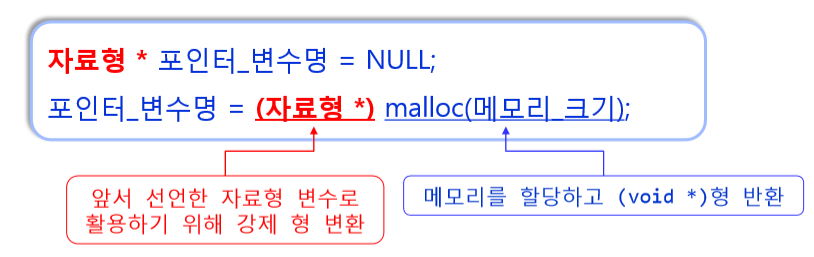 자료형 * 포인터_변수명 = NULL;
포인터_변수명 = (자료형 *) malloc(메모리_크기);
앞서 선언한 자료형 변수로
활용하기 위해 강제 형 변환
메모리를 할당하고 (void *)형 반환